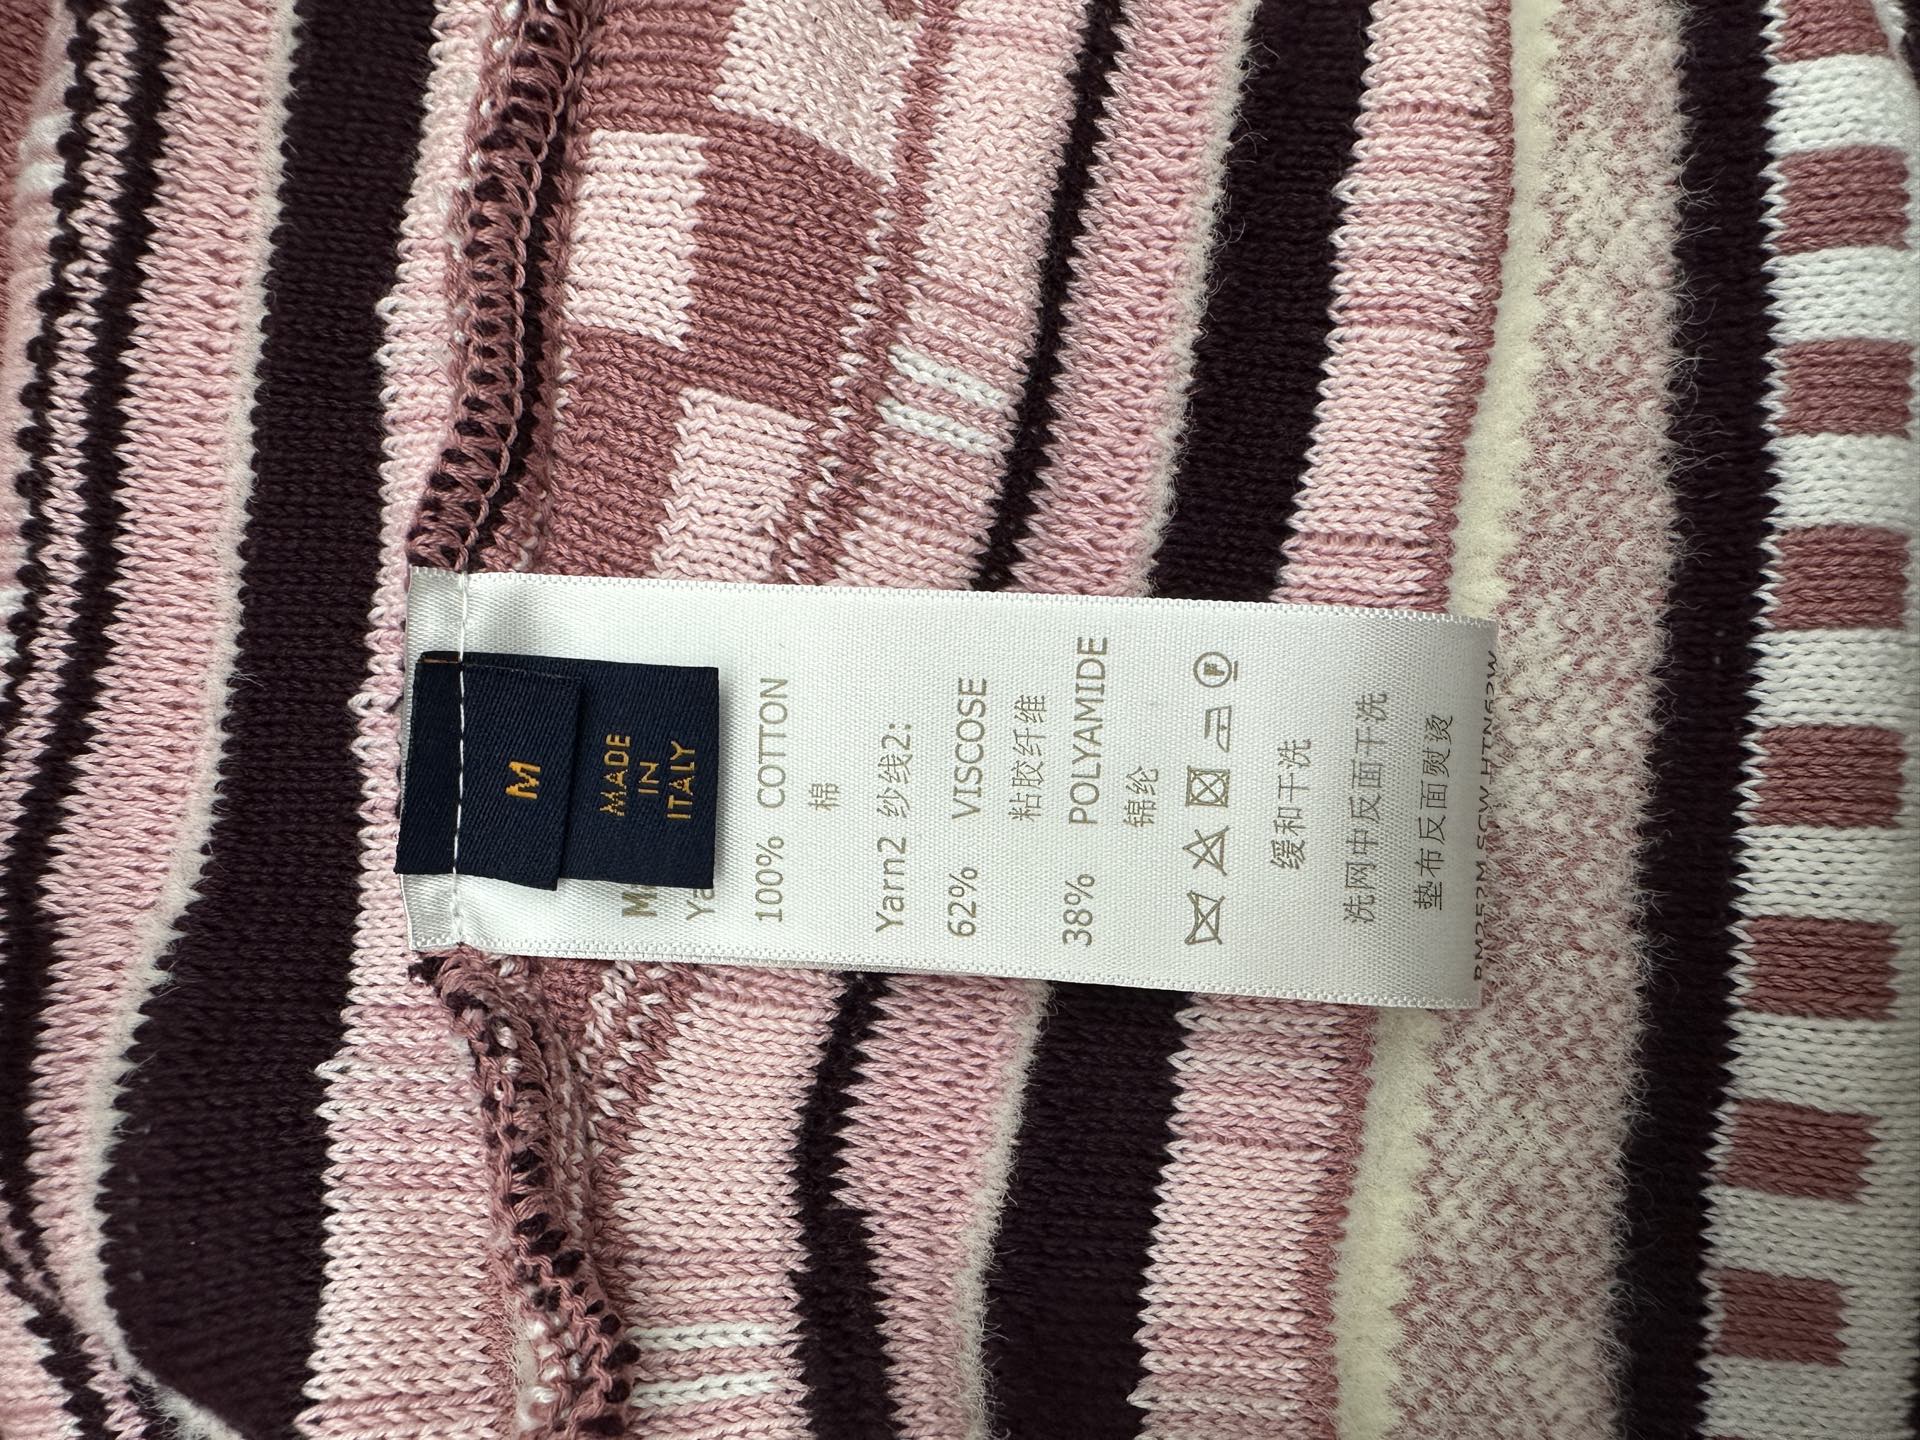 M
MADE
IN
ITALY
100% COTTON
棉
Yarn2 纱线2:
62% VISCOSE
粘胶纤维
38% POLYAMIDE
锦纶
F
缓和干洗
洗网中反面干洗
垫布反面熨烫